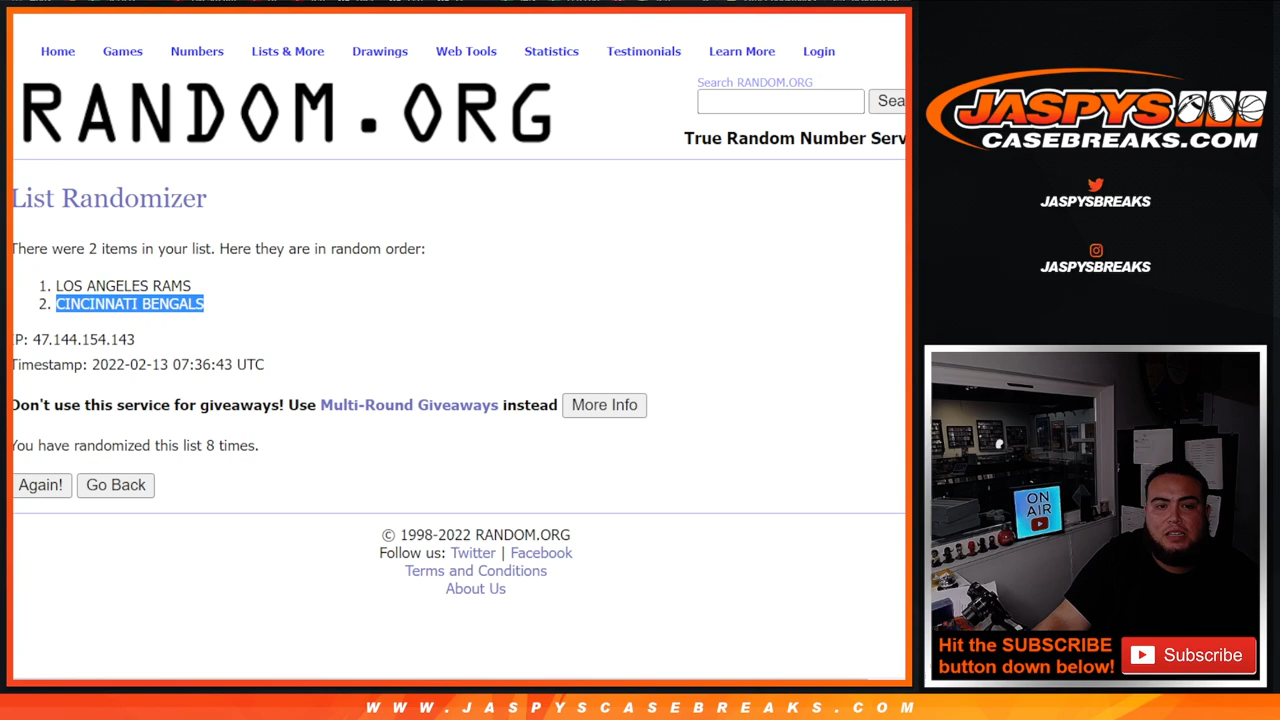 Home Games Numbers Lists & More Drawings Web Tools Statistics Testimonials Learn More Login
RANDOM.ORG
Search RANDOM.ORG
Sea
True Random Number Serv
List Randomizer
There were 2 items in your list. Here they are in random order:
1. LOS ANGELES RAMS
2. CINCINNATI BENGALS
IP: 47.144.154.143
Timestamp: 2022-02-13 07:36:43 UTC
Don't use this service for giveaways! Use Multi-Round Giveaways instead More Info
You have randomized this list 8 times.
Again! Go Back
© 1998-2022 RANDOM.ORG
Follow us: Twitter | Facebook
Terms and Conditions
About Us
JASPYS
CASEBREAKS.COM
JASPYSBREAKS
JASPYSBREAKS
ON
AIR
Hit the SUBSCRIBE
button down below!
Subscribe
WWW.JASPYSCASEBREAKS.COM